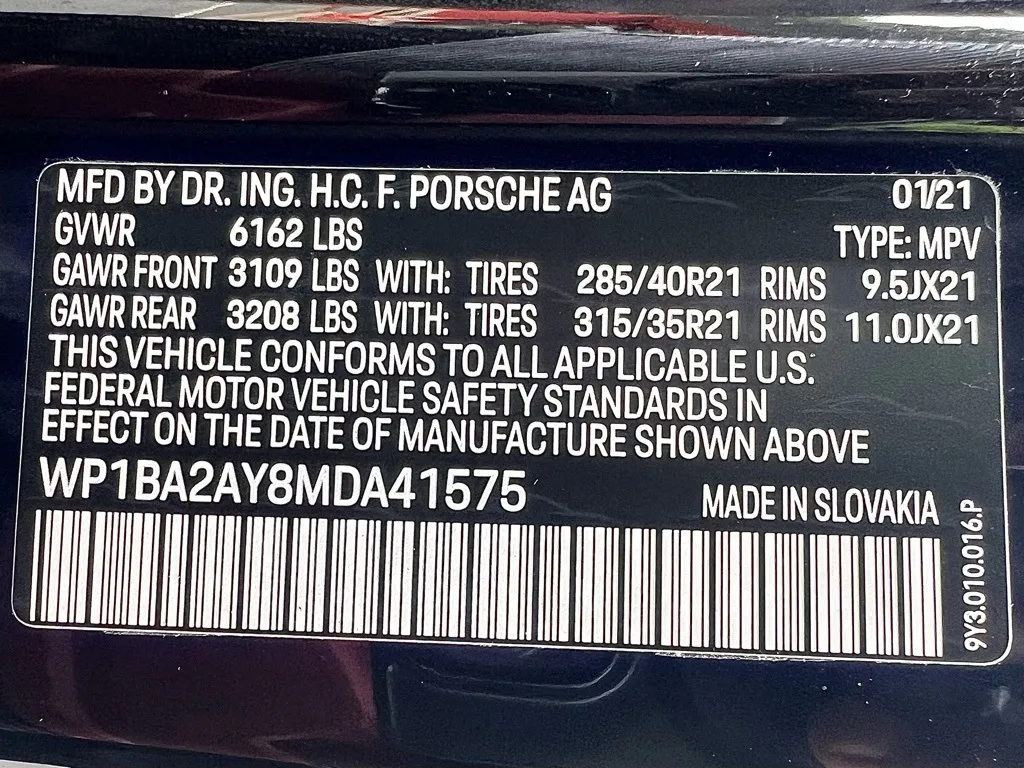 MFD BY DR. ING. H.C. F. PORSCHE AG 01/21
GVWR 6162 LBS TYPE: MPV
GAWR FRONT 3109 LBS WITH: TIRES 285/40R21 RIMS 9.5JX21
GAWR REAR 3208 LBS WITH: TIRES 315/35R21 RIMS 11.0JX21
THIS VEHICLE CONFORMS TO ALL APPLICABLE U.S.
FEDERAL MOTOR VEHICLE SAFETY STANDARDS IN
EFFECT ON THE DATE OF MANUFACTURE SHOWN ABOVE
WP1BA2AY8MDA41575 MADE IN SLOVAKIA
9Y3.010.016.P